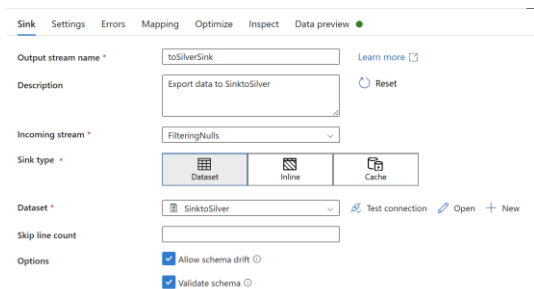 Sink Settings Errors Mapping Optimize Inspect Data preview
Output stream name * toSilverSink Learn more
Description Export data to SinktoSilver Reset
Incoming stream * FilteringNulls
Sink type * Dataset Inline Cache
Dataset * SinktoSilver Test connection Open New
Skip line count
Options Allow schema drift
Validate schema